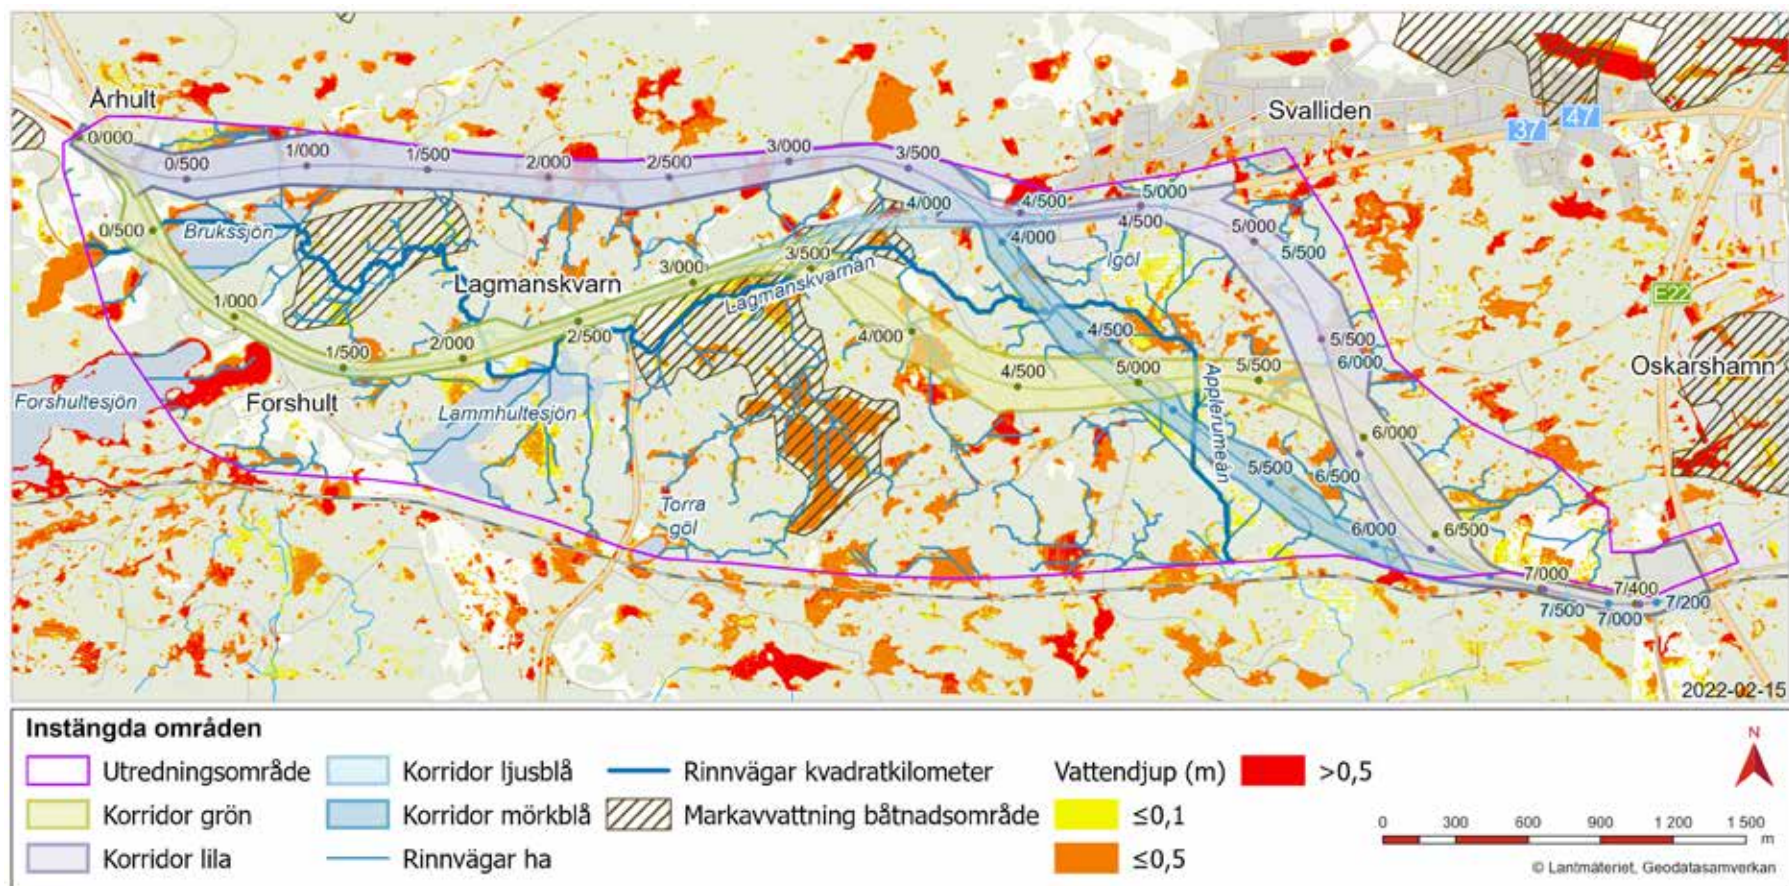 Århult
Svalliden
37
47
0/000
0/500
1/000
1/500
2/000
2/500
3/000
3/500
4/000
4/500
5/000
4/500
5/000
5/500
4/000
0/500
Brukssjön
Igöl
3/000
3/500
Lagmanskvarn
Lagmanskvarnån
E22
1/000
2/000
2/500
4/000
4/500
5/500
6/000
1/500
4/500
5/000
5/500
Applerumeån
Oskarshamn
Forshultesjön
Forshult
Lammhultesjön
6/000
5/500
6/500
Torra
göl
6/000
6/500
7/000
7/400
7/200
7/500
7/000
2022-02-15
Instängda områden
Utredningsområde
Korridor grön
Korridor lila
Korridor ljusblå
Korridor mörkblå
Rinnvägar ha
Rinnvägar kvadratkilometer
Markavvattning båtnadsområde
Vattendjup (m)
>0,5
≤0,1
≤0,5
N
0 300 600 900 1 200 1 500
m
© Lantmäteriet, Geodatasamverkan